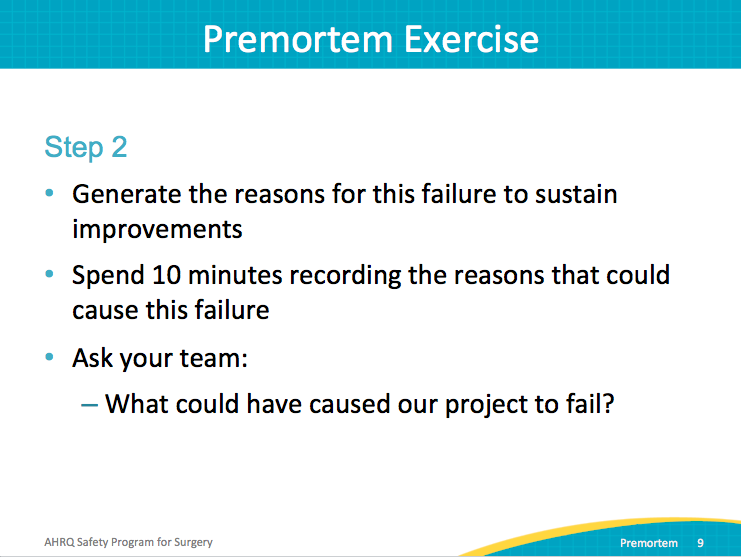 Premortem Exercise
Step 2
• Generate the reasons for this failure to sustain
improvements
• Spend 10 minutes recording the reasons that could
cause this failure
• Ask your team:
– What could have caused our project to fail?
AHRQ Safety Program for Surgery
Premortem 9